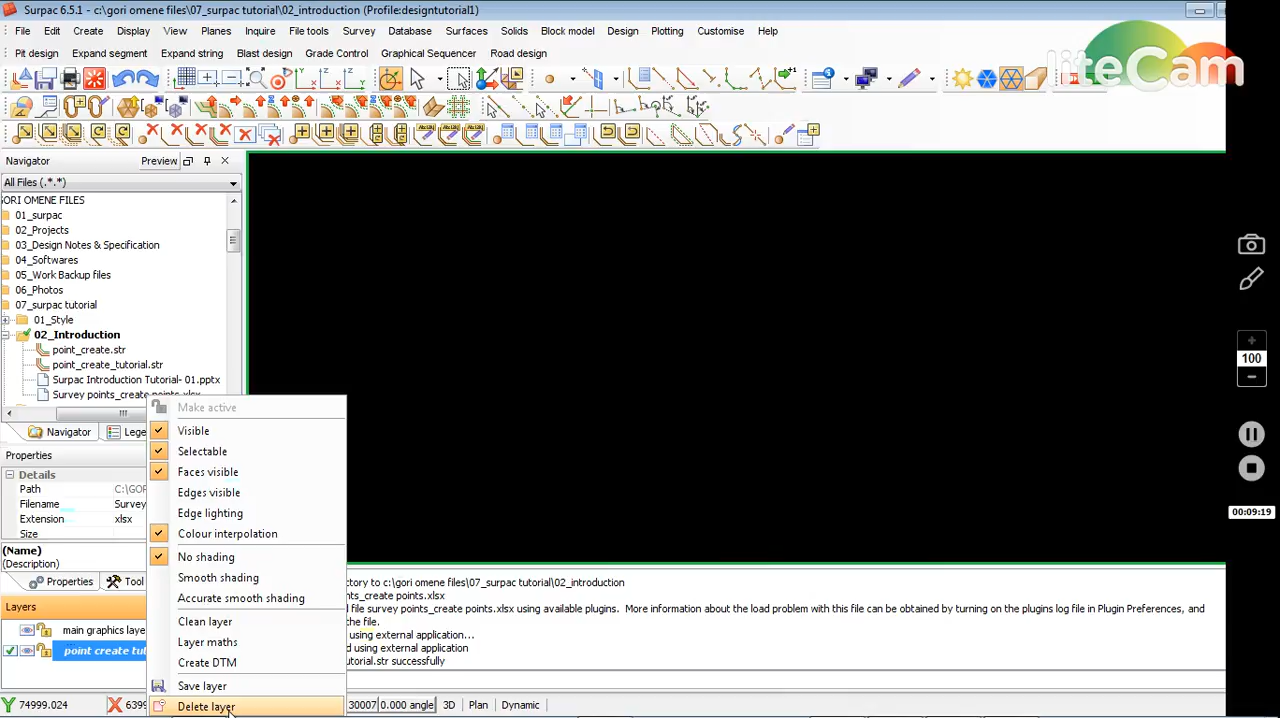 Surpac 6.5.1 - c:\gori omene files\07_surpac tutorial\02_introduction (Profile:designtutorial1)
File Edit Create Display View Planes Inquire File tools Survey Database Surfaces Solids Block model Design Plotting Customise Help
Pit design Expand segment Expand string Blast design Grade Control Graphical Sequencer Road design
liteCam
Navigator Preview
All Files (.*.*)
GORI OMENE FILES
01_surpac
02_Projects
03_Design Notes & Specification
04_Softwares
05_Work Backup files
06_Photos
07_surpac tutorial
01_Style
02_Introduction
point_create.str
point_create_tutorial.str
Surpac Introduction Tutorial- 01.pptx
Survey points_create points.xlsx
Navigator Lege
Properties
Details
Path C:\GOF
Filename Survey
Extension xlsx
Size
(Name)
(Description)
Properties Tool
Layers
main graphics laye
point create tut
Make active
Visible
Selectable
Faces visible
Edges visible
Edge lighting
Colour interpolation
No shading
Smooth shading
Accurate smooth shading
Clean layer
Layer maths
Create DTM
Save layer
Delete layer
ectory to c:\gori omene files\07_surpac tutorial\02_introduction
oints_create points.xlsx
d file survey points_create points.xlsx using available plugins. More information about the load problem with this file can be obtained by turning on the plugins log file in Plugin Preferences, and
the file.
using external application...
d using external application
utorial.str successfully
Y 74999.024 X 6399 30007 0.000 angle 3D Plan Dynamic
100
00:09:19